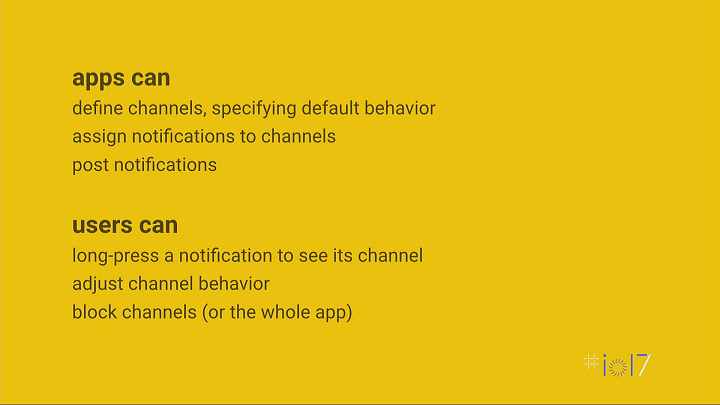 apps can
define channels, specifying default behavior
assign notifications to channels
post notifications
users can
long-press a notification to see its channel
adjust channel behavior
block channels (or the whole app)
#io17